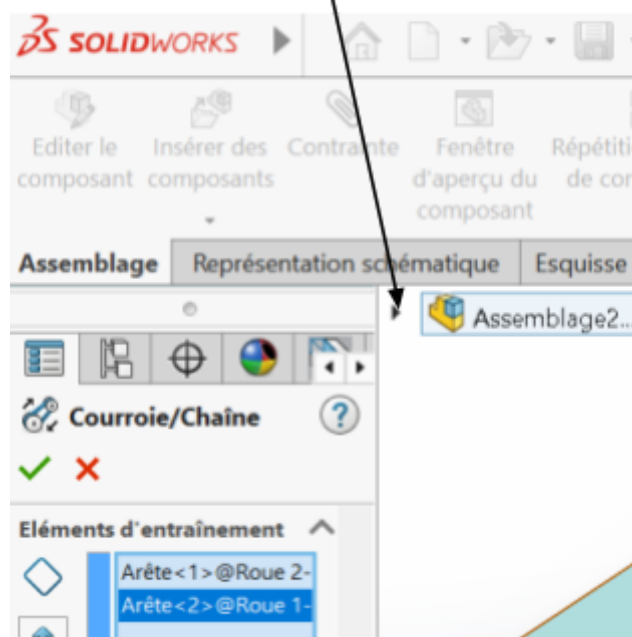 SOLIDWORKS
Editer le Insérer des Contrainte Fenêtre
composant composants d'aperçu du
composant
Assemblage Représentation schématique Esquisse
Assemblage2...
Courroie/Chaîne
Eléments d'entraînement
Arête<1>@Roue 2-
Arête<2>@Roue 1-